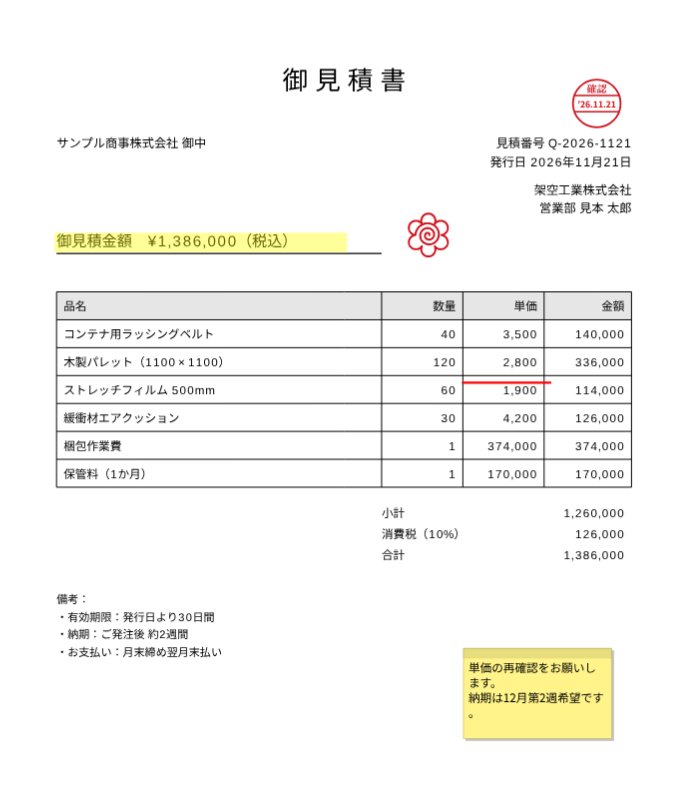 御見積書
確認
'26.11.21
サンプル商事株式会社 御中
見積番号 Q-2026-1121
発行日 2026年11月21日
架空工業株式会社
営業部 見本 太郎
御見積金額 ¥1,386,000（税込）
品名 数量 単価 金額
コンテナ用ラッシングベルト 40 3,500 140,000
木製パレット（1100×1100） 120 2,800 336,000
ストレッチフィルム 500mm 60 1,900 114,000
緩衝材エアクッション 30 4,200 126,000
梱包作業費 1 374,000 374,000
保管料（1か月） 1 170,000 170,000
小計 1,260,000
消費税（10%） 126,000
合計 1,386,000
備考：
・有効期限：発行日より30日間
・納期：ご発注後 約2週間
・お支払い：月末締め翌月末払い
単価の再確認をお願いし
ます。
納期は12月第2週希望です
。